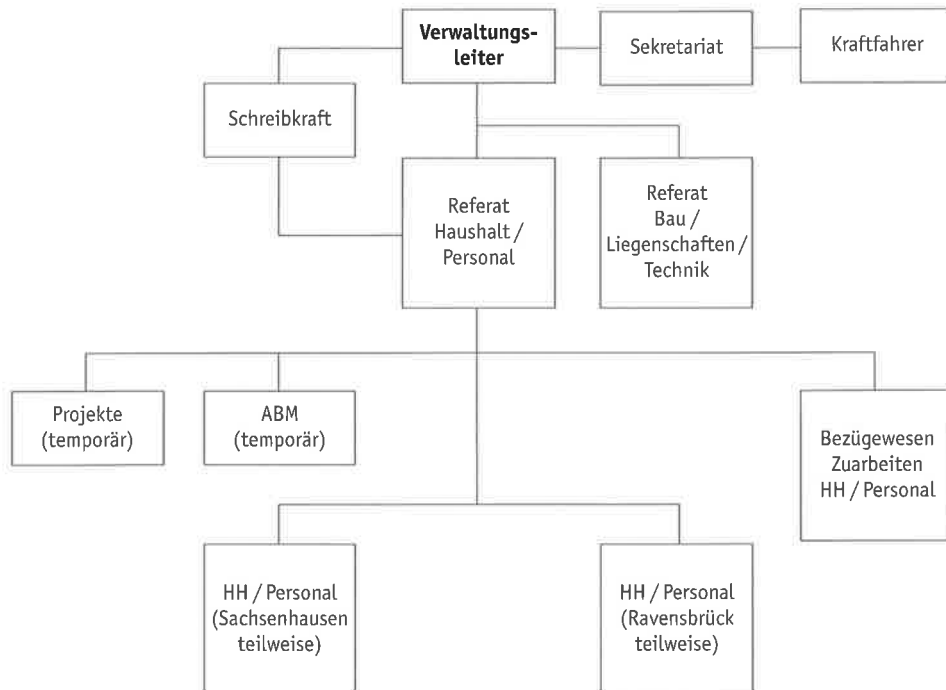 Verwaltungs-
leiter
Sekretariat
Kraftfahrer
Schreibkraft
Referat
Haushalt /
Personal
Referat
Bau /
Liegenschaften /
Technik
Projekte
(temporär)
ABM
(temporär)
Bezügewesen
Zuarbeiten
HH / Personal
HH / Personal
(Sachsenhausen
teilweise)
HH / Personal
(Ravensbrück
teilweise)